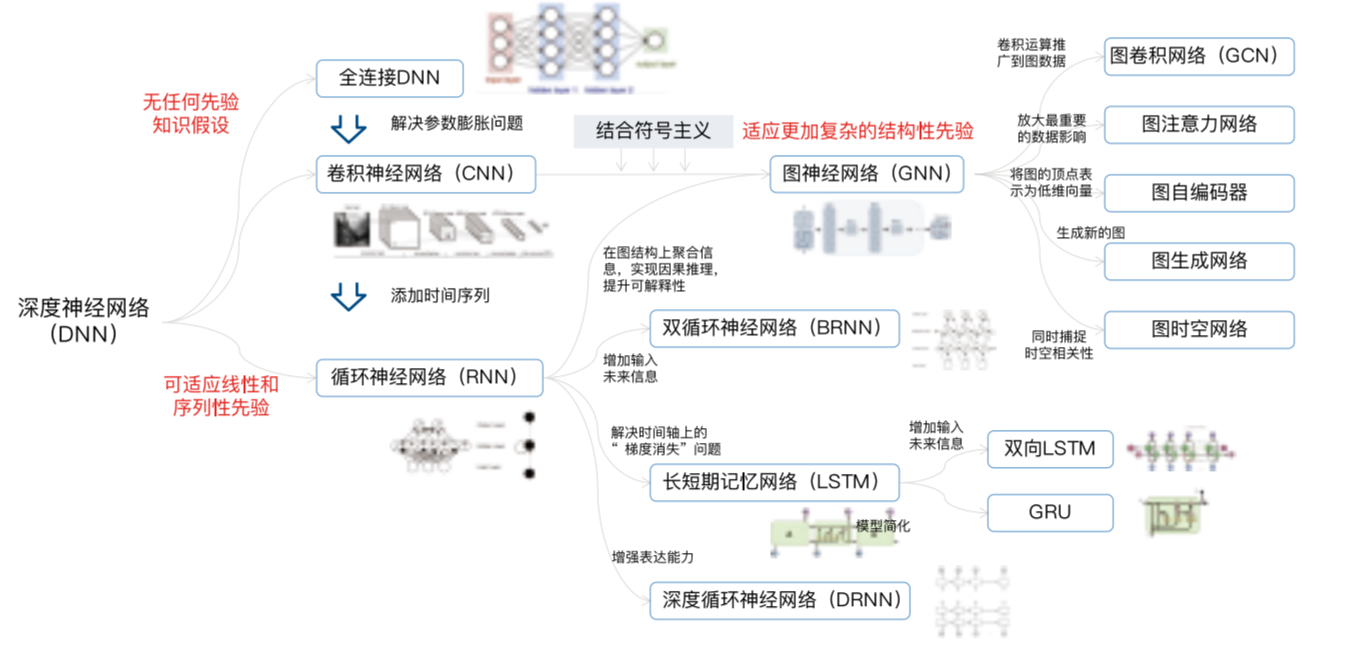 深度神经网络
（DNN）
无任何先验
知识假设
可适应线性和
序列性先验
全连接DNN
input layer
hidden layer 1
hidden layer 2
output layer
解决参数膨胀问题
卷积神经网络（CNN）
添加时间序列
循环神经网络（RNN）
结合符号主义
适应更加复杂的结构性先验
图神经网络（GNN）
在图结构上聚合信
息，实现因果推理，
提升可解释性
卷积运算推
广到图数据
图卷积网络（GCN）
放大最重要
的数据影响
图注意力网络
将图的顶点表
示为低维向量
图自编码器
生成新的图
图生成网络
同时捕捉
时空相关性
图时空网络
增加输入
未来信息
双循环神经网络（BRNN）
解决时间轴上的
“ 梯度消失”问题
长短期记忆网络（LSTM）
增加输入
未来信息
双向LSTM
模型简化
GRU
增强表达能力
深度循环神经网络（DRNN）